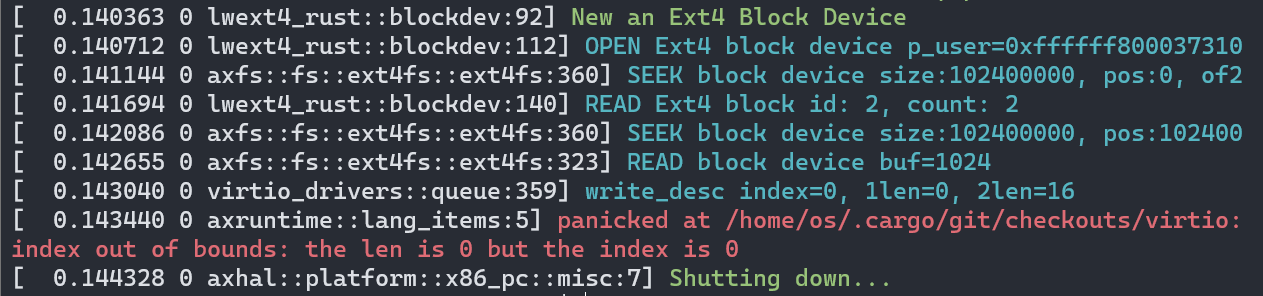 [  0.140363 0 lwext4_rust::blockdev:92] New an Ext4 Block Device
[  0.140712 0 lwext4_rust::blockdev:112] OPEN Ext4 block device p_user=0xffffff800037310
[  0.141144 0 axfs::fs::ext4fs::ext4fs:360] SEEK block device size:102400000, pos:0, of2
[  0.141694 0 lwext4_rust::blockdev:140] READ Ext4 block id: 2, count: 2
[  0.142086 0 axfs::fs::ext4fs::ext4fs:360] SEEK block device size:102400000, pos:102400
[  0.142655 0 axfs::fs::ext4fs::ext4fs:323] READ block device buf=1024
[  0.143040 0 virtio_drivers::queue:359] write_desc index=0, 1len=0, 2len=16
[  0.143440 0 axruntime::lang_items:5] panicked at /home/os/.cargo/git/checkouts/virtio:
index out of bounds: the len is 0 but the index is 0
[  0.144328 0 axhal::platform::x86_pc::misc:7] Shutting down...